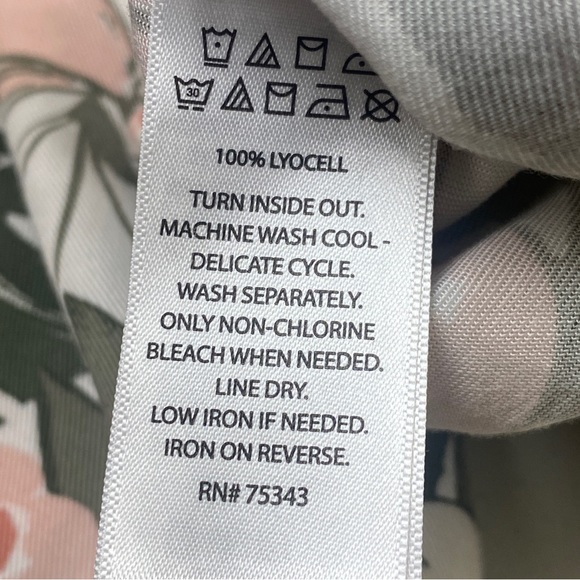 30
100% LYOCELL
TURN INSIDE OUT.
MACHINE WASH COOL -
DELICATE CYCLE.
WASH SEPARATELY.
ONLY NON-CHLORINE
BLEACH WHEN NEEDED.
LINE DRY.
LOW IRON IF NEEDED.
IRON ON REVERSE.
RN# 75343